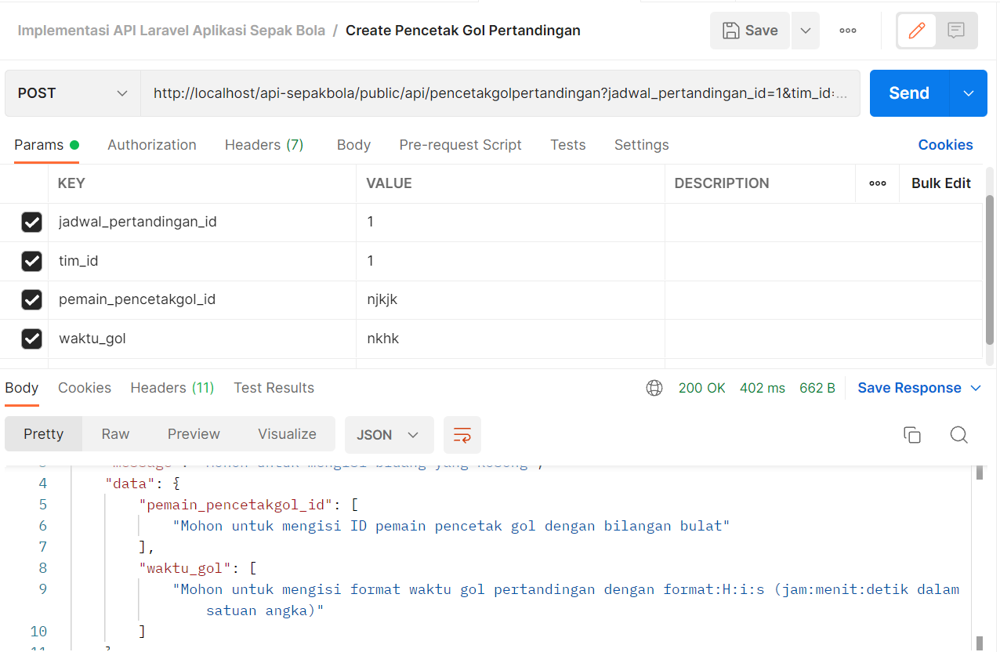 Implementasi API Laravel Aplikasi Sepak Bola / Create Pencetak Gol Pertandingan
Save
POST
http://localhost/api-sepakbola/public/api/pencetakgolpertandingan?jadwal_pertandingan_id=1&tim_id:...
Send
Params
Authorization
Headers (7)
Body
Pre-request Script
Tests
Settings
Cookies
KEY
VALUE
DESCRIPTION
Bulk Edit
jadwal_pertandingan_id
1
tim_id
1
pemain_pencetakgol_id
njkjk
waktu_gol
nkhk
Body
Cookies
Headers (11)
Test Results
200 OK
402 ms
662 B
Save Response
Pretty
Raw
Preview
Visualize
JSON
3 "message": "Mohon untuk mengisi bidang yang kosong",
4 "data": {
5 "pemain_pencetakgol_id": [
6 "Mohon untuk mengisi ID pemain pencetak gol dengan bilangan bulat"
7 ],
8 "waktu_gol": [
9 "Mohon untuk mengisi format waktu gol pertandingan dengan format:H:i:s (jam:menit:detik dalam
satuan angka)"
10 ]
11 }